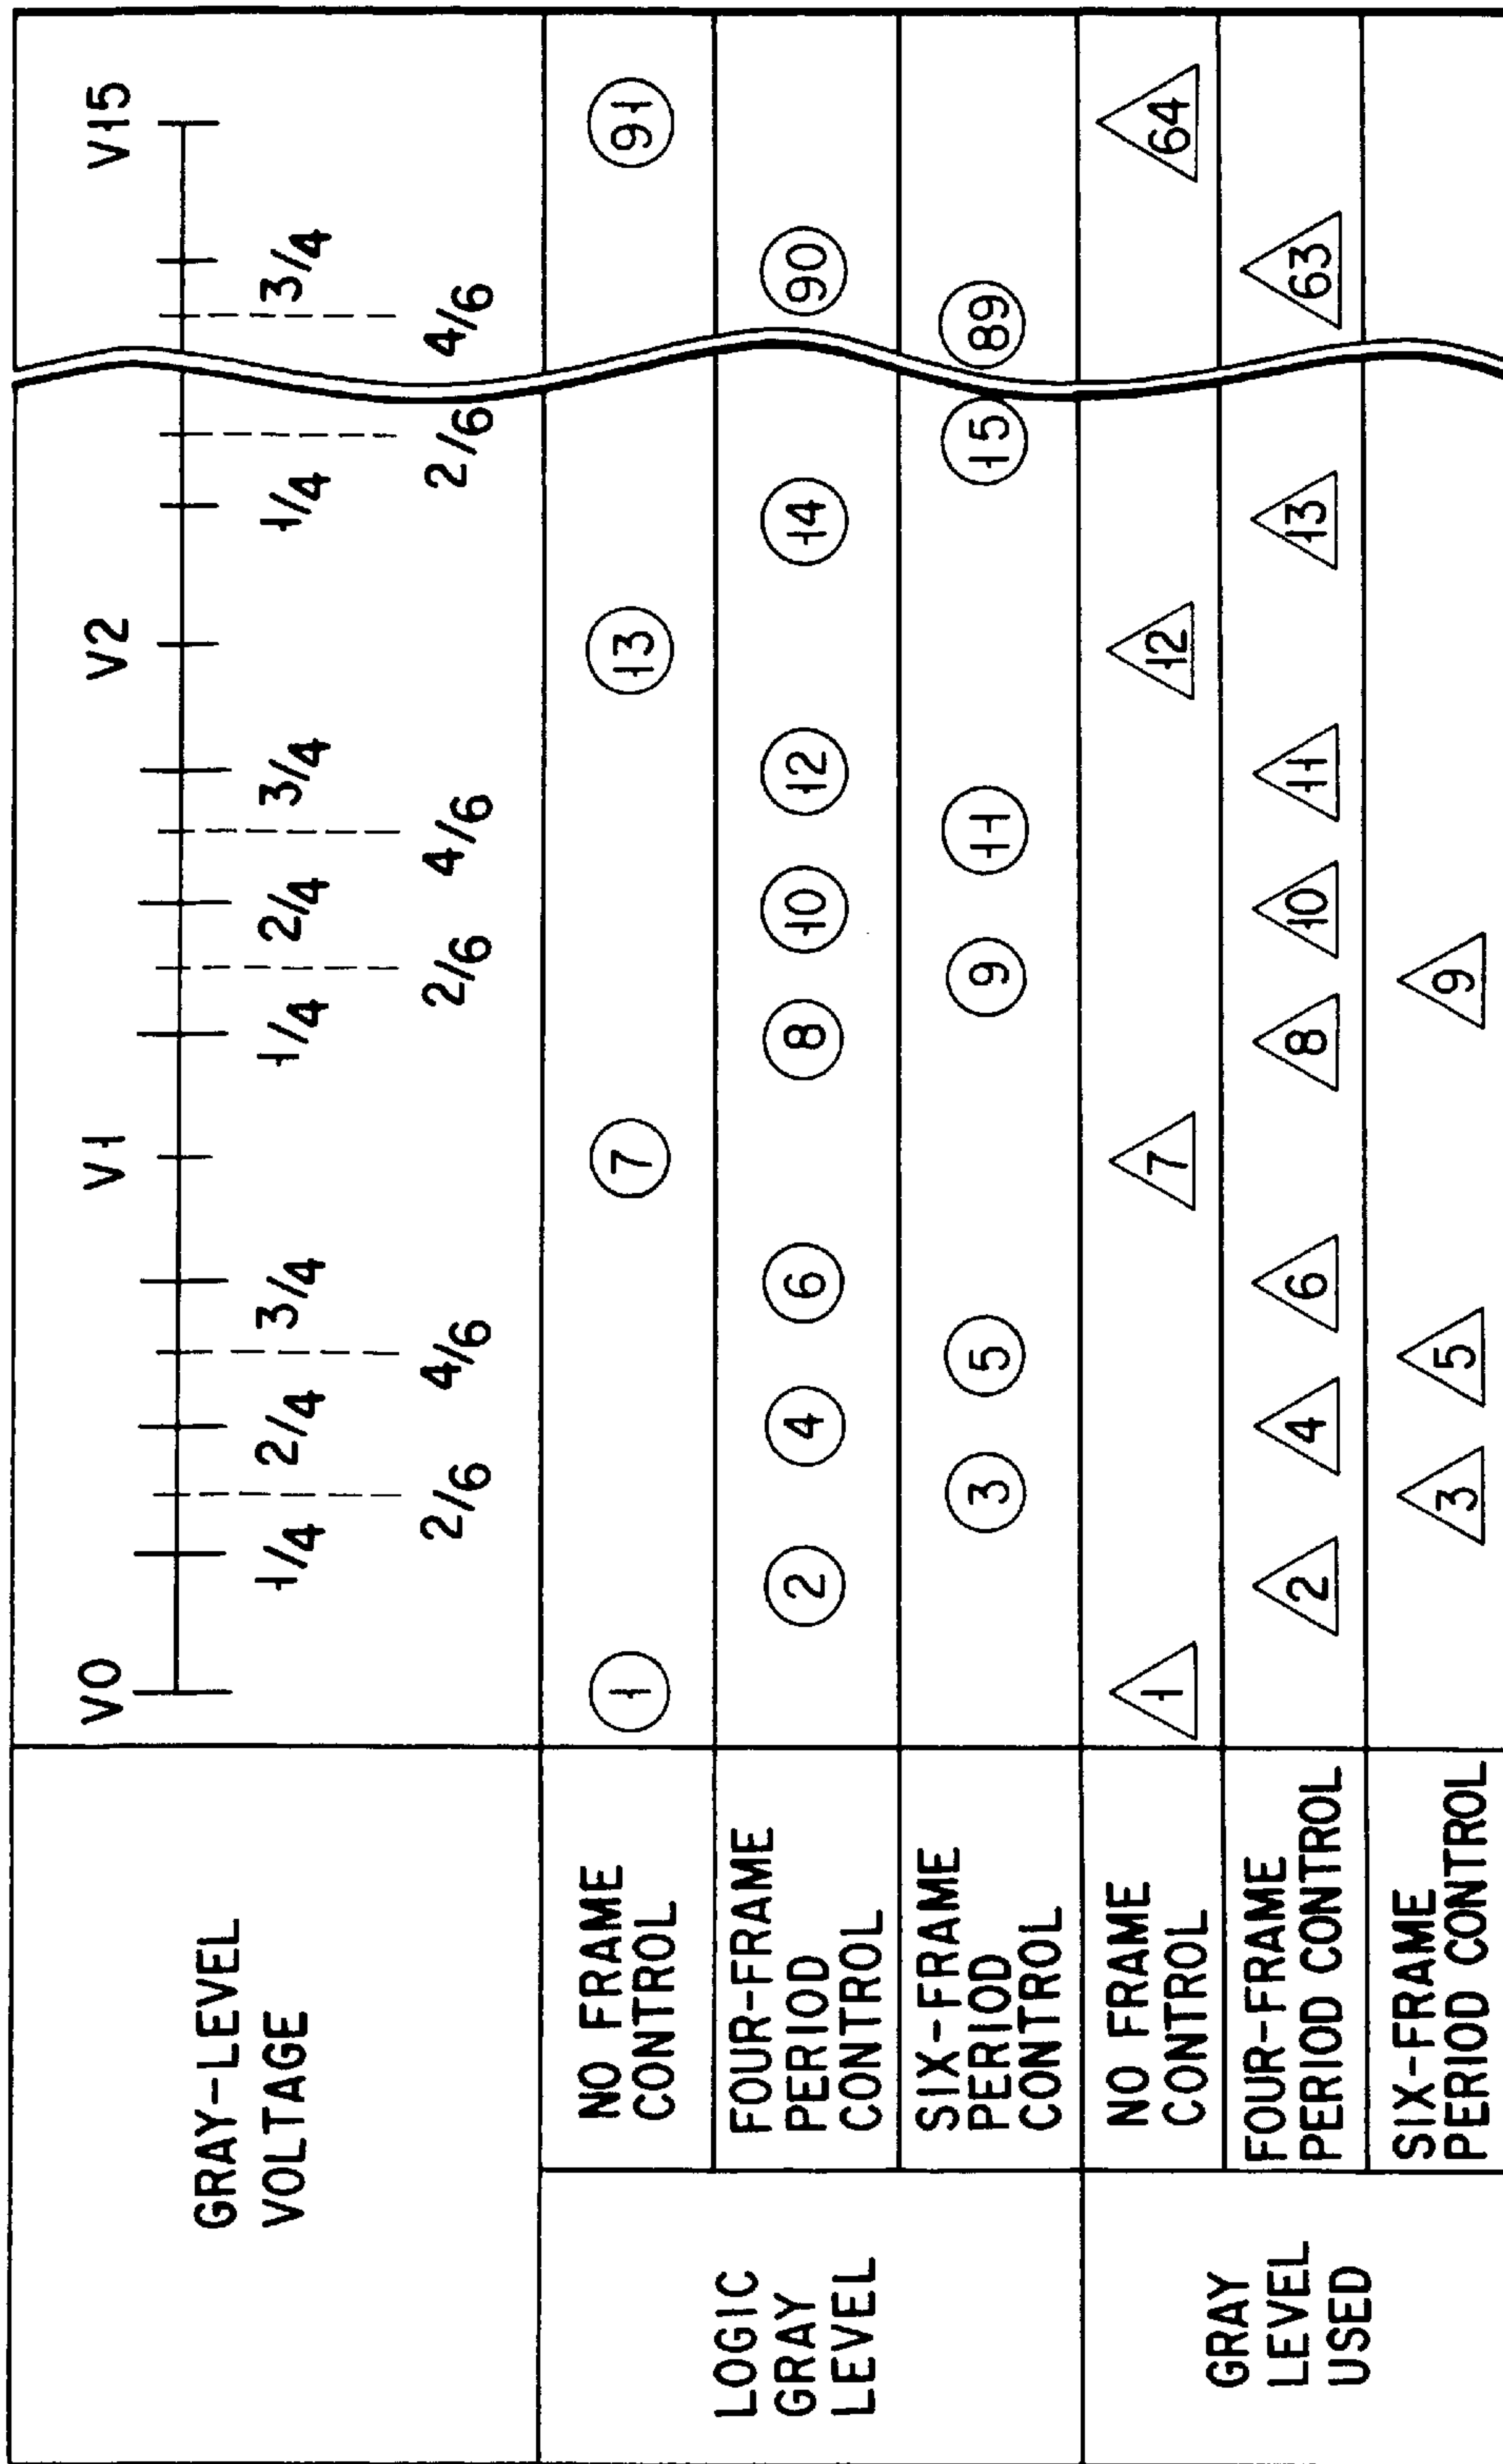 GRAY-LEVEL
VOLTAGE
V0 V1 V2 V15
1/4 2/4 3/4 1/4 2/4 3/4 1/4 3/4
2/6 4/6 2/6 4/6 2/6 4/6
LOGIC
GRAY
LEVEL
NO FRAME
CONTROL
1 7 13 91
FOUR-FRAME
PERIOD
CONTROL
2 4 6 8 10 12 14 90
SIX-FRAME
PERIOD
CONTROL
3 5 9 11 15 89
GRAY
LEVEL
USED
NO FRAME
CONTROL
1 7 12 64
FOUR-FRAME
PERIOD CONTROL
2 4 6 8 10 11 13 63
SIX-FRAME
PERIOD CONTROL
3 5 9